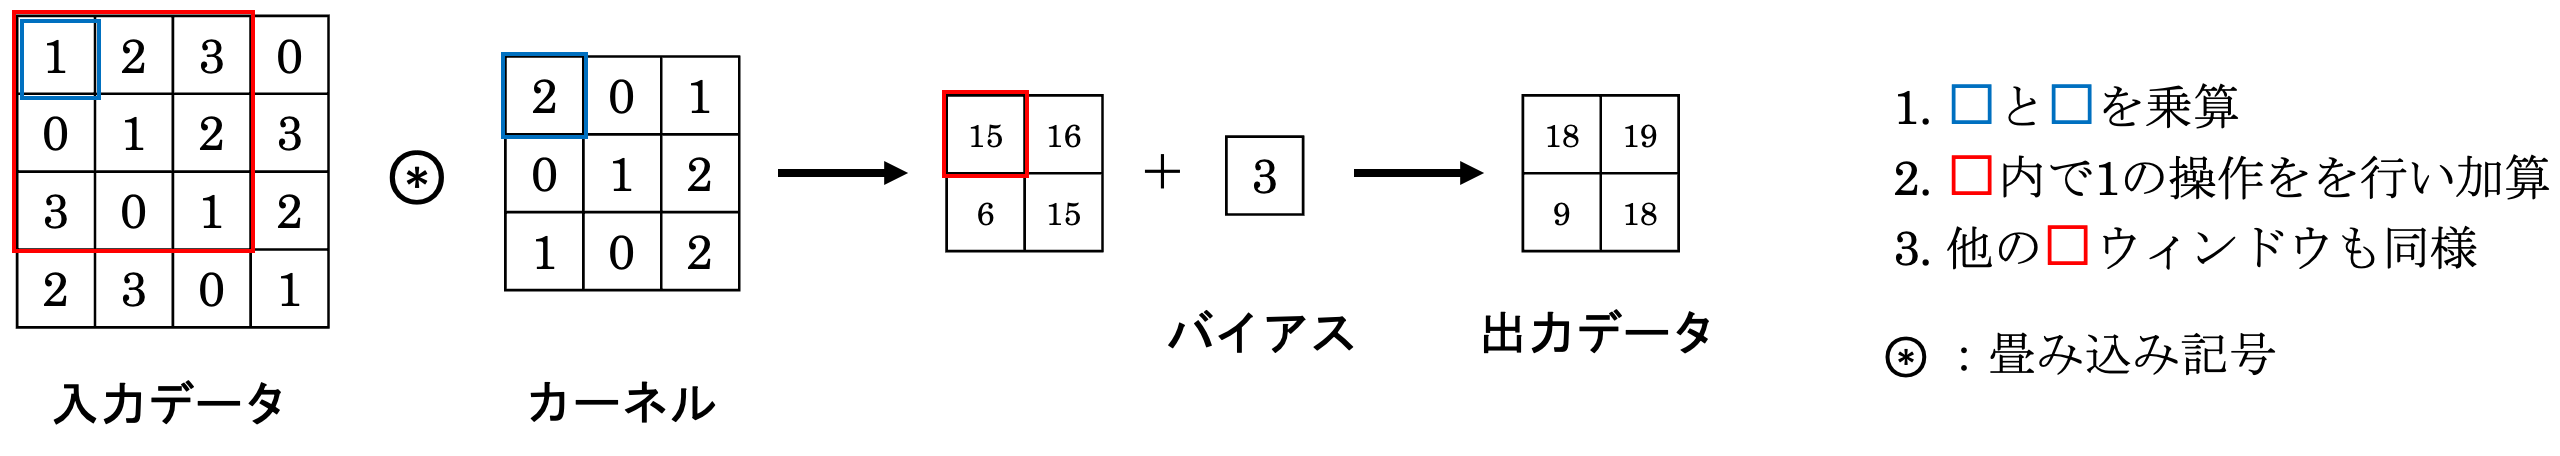 1 2 3 0
0 1 2 3
3 0 1 2
2 3 0 1
入力データ
⊛
2 0 1
0 1 2
1 0 2
カーネル
15 16
6 15
+
3
バイアス
18 19
9 18
出力データ
1. □と□を乗算
2. □内で1の操作をを行い加算
3. 他の□ウィンドウも同様
⊛ : 畳み込み記号